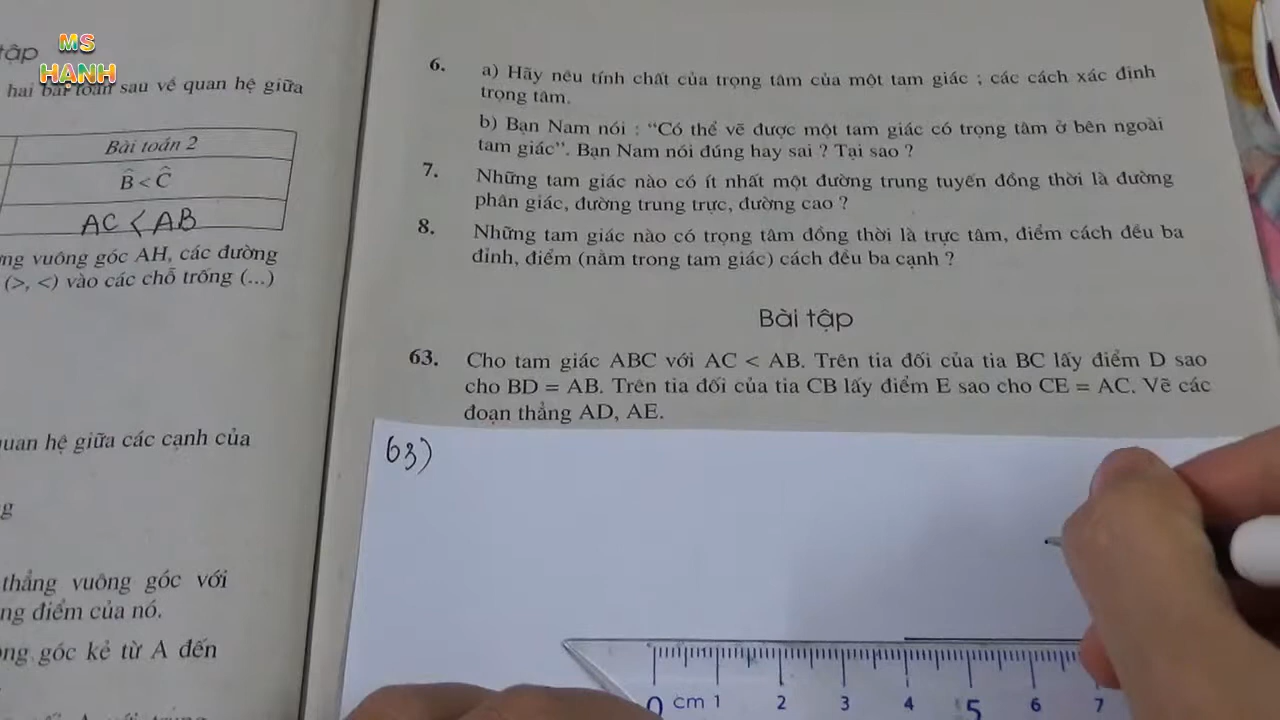 MS
HẠNH
tập
hai bài toán sau về quan hệ giữa
Bài toán 2
B̂ < Ĉ
AC < AB
vuông góc AH, các đường
(>, <) vào các chỗ trống (...)
quan hệ giữa các cạnh của
g
thẳng vuông góc với
điểm của nó.
góc kẻ từ A đến
6. a) Hãy nêu tính chất của trọng tâm của một tam giác ; các cách xác định
trọng tâm.
b) Bạn Nam nói : “Có thể vẽ được một tam giác có trọng tâm ở bên ngoài
tam giác”. Bạn Nam nói đúng hay sai ? Tại sao ?
7. Những tam giác nào có ít nhất một đường trung tuyến đồng thời là đường
phân giác, đường trung trực, đường cao ?
8. Những tam giác nào có trọng tâm đồng thời là trực tâm, điểm cách đều ba
đỉnh, điểm (nằm trong tam giác) cách đều ba cạnh ?
Bài tập
63. Cho tam giác ABC với AC < AB. Trên tia đối của tia BC lấy điểm D sao
cho BD = AB. Trên tia đối của tia CB lấy điểm E sao cho CE = AC. Vẽ các
đoạn thẳng AD, AE.
63)
0 cm 1 2 3 4 5 6 7